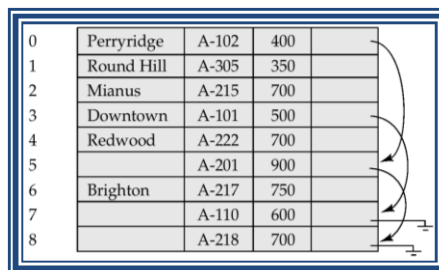 0 Perryridge A-102 400
1 Round Hill A-305 350
2 Mianus A-215 700
3 Downtown A-101 500
4 Redwood A-222 700
5 A-201 900
6 Brighton A-217 750
7 A-110 600
8 A-218 700